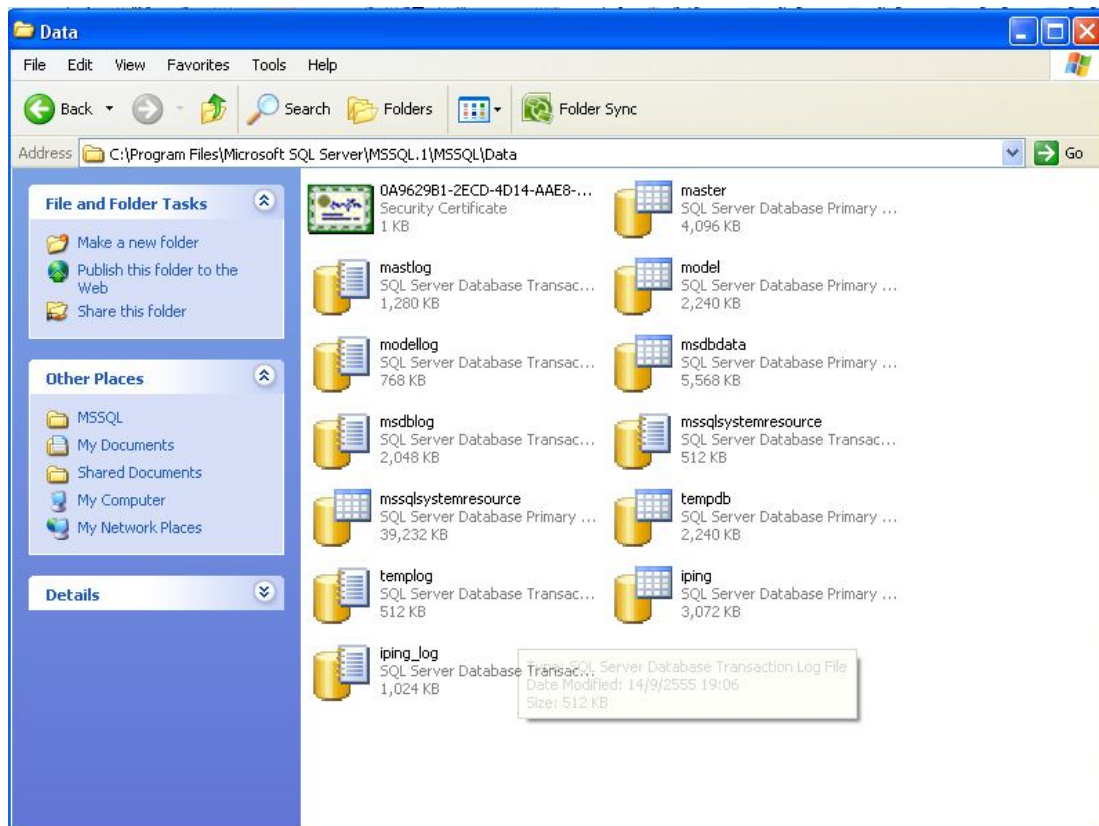 Data
File Edit View Favorites Tools Help
Back Search Folders Folder Sync
Address C:\Program Files\Microsoft SQL Server\MSSQL.1\MSSQL\Data Go
File and Folder Tasks
Make a new folder
Publish this folder to the
Web
Share this folder
Other Places
MSSQL
My Documents
Shared Documents
My Computer
My Network Places
Details
0A9629B1-2ECD-4D14-AAE8-...
Security Certificate
1 KB
master
SQL Server Database Primary ...
4,096 KB
mastlog
SQL Server Database Transac...
1,280 KB
model
SQL Server Database Primary ...
2,240 KB
modellog
SQL Server Database Transac...
768 KB
msdbdata
SQL Server Database Primary ...
5,568 KB
msdblog
SQL Server Database Transac...
2,048 KB
mssqlsystemresource
SQL Server Database Transac...
512 KB
mssqlsystemresource
SQL Server Database Primary ...
39,232 KB
tempdb
SQL Server Database Primary ...
2,240 KB
templog
SQL Server Database Transac...
512 KB
iping
SQL Server Database Primary ...
3,072 KB
iping_log
SQL Server Database Transac...
1,024 KB
Type: SQL Server Database Transaction Log File
Date Modified: 14/9/2555 19:06
Size: 512 KB